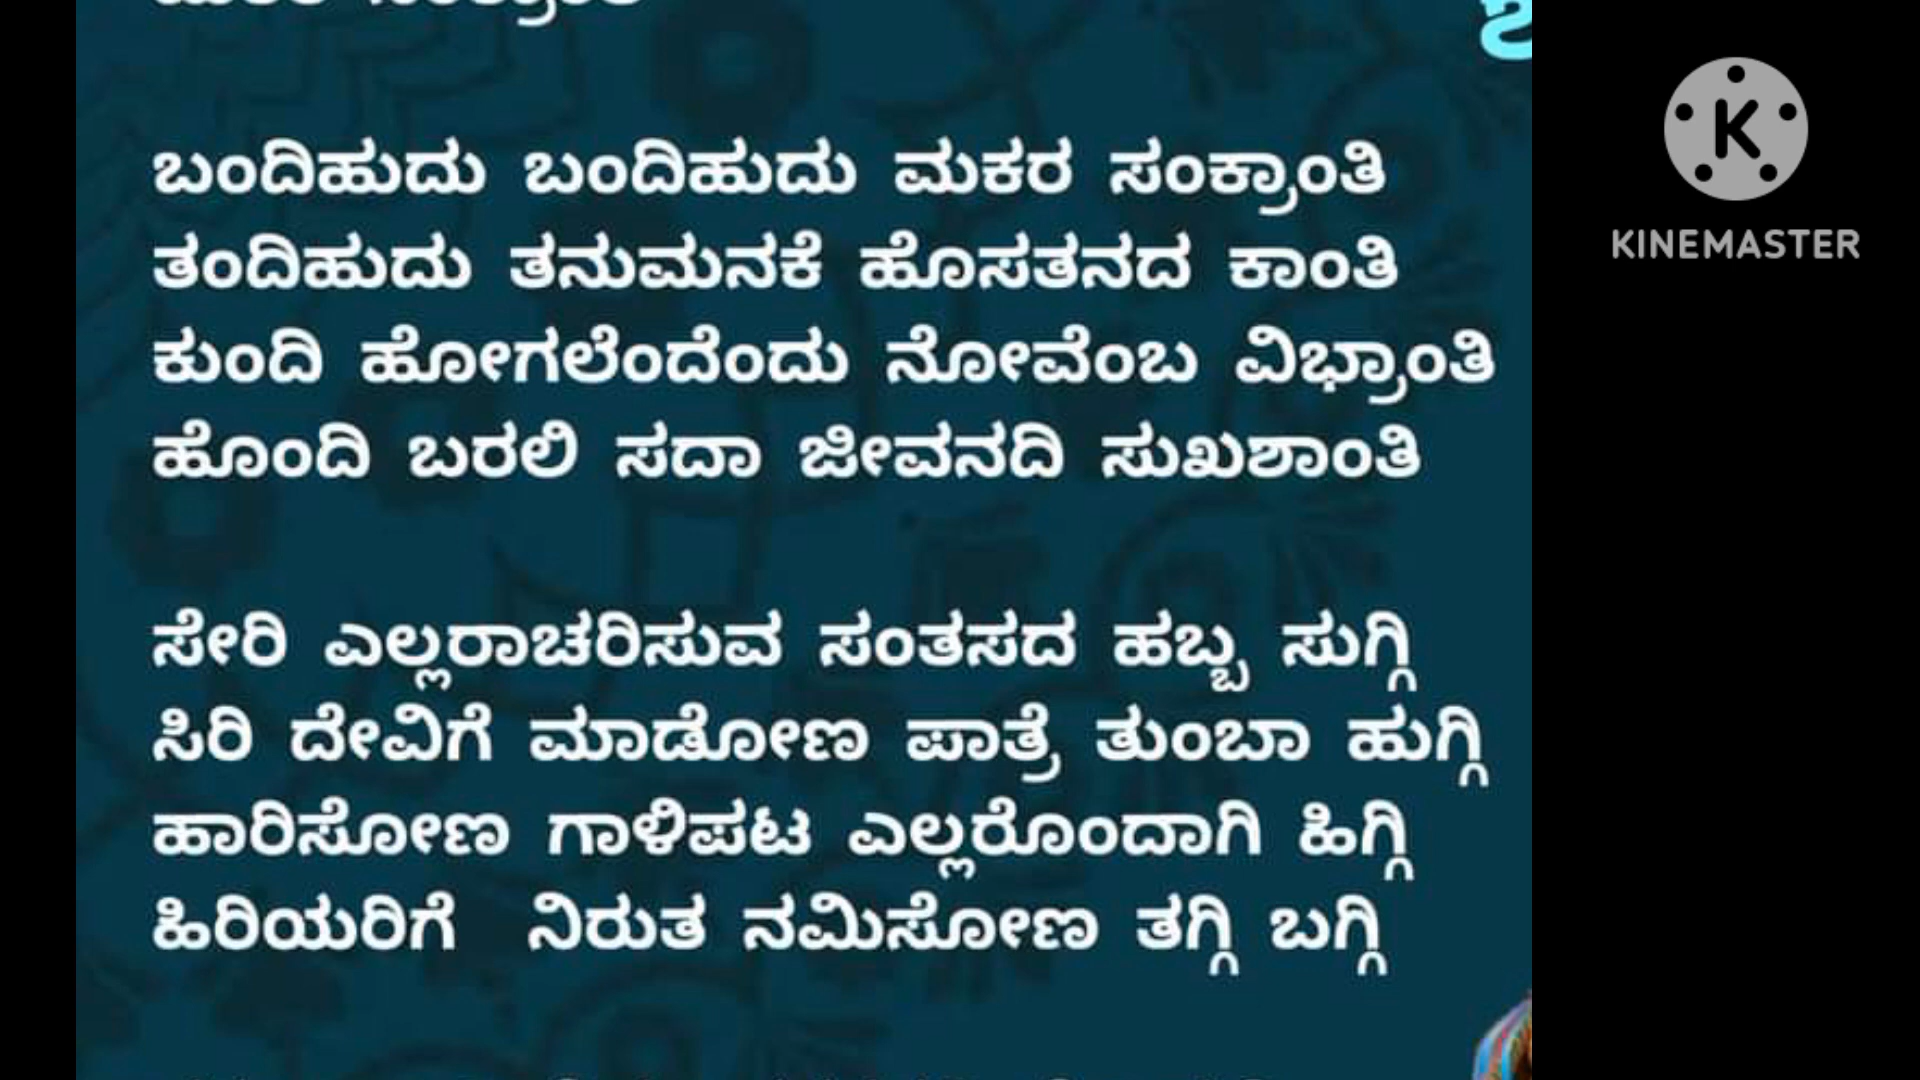 ಬಂದಿಹುದು ಬಂದಿಹುದು ಮಕರ ಸಂಕ್ರಾಂತಿ
ತಂದಿಹುದು ತನುಮನಕೆ ಹೊಸತನದ ಕಾಂತಿ
ಕುಂದಿ ಹೋಗಲೆಂದೆಂದು ನೋವೆಂಬ ವಿಭ್ರಾಂತಿ
ಹೊಂದಿ ಬರಲಿ ಸದಾ ಜೀವನದಿ ಸುಖಶಾಂತಿ
ಸೇರಿ ಎಲ್ಲರಾಚರಿಸುವ ಸಂತಸದ ಹಬ್ಬ ಸುಗ್ಗಿ
ಸಿರಿ ದೇವಿಗೆ ಮಾಡೋಣ ಪಾತ್ರೆ ತುಂಬಾ ಹುಗ್ಗಿ
ಹಾರಿಸೋಣ ಗಾಳಿಪಟ ಎಲ್ಲರೊಂದಾಗಿ ಹಿಗ್ಗಿ
ಹಿರಿಯರಿಗೆ ನಿರುತ ನಮಿಸೋಣ ತಗ್ಗಿ ಬಗ್ಗಿ
K
KINEMASTER